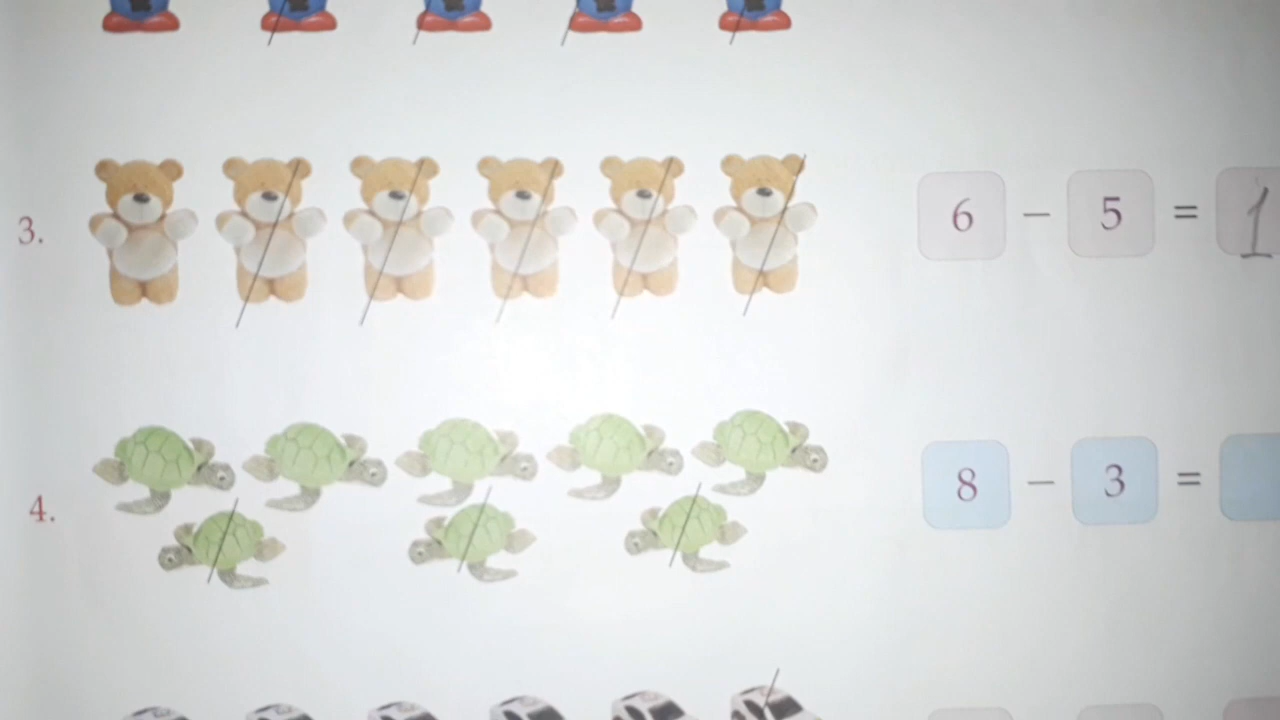 3. 6 − 5 = 1
4. 8 − 3 =